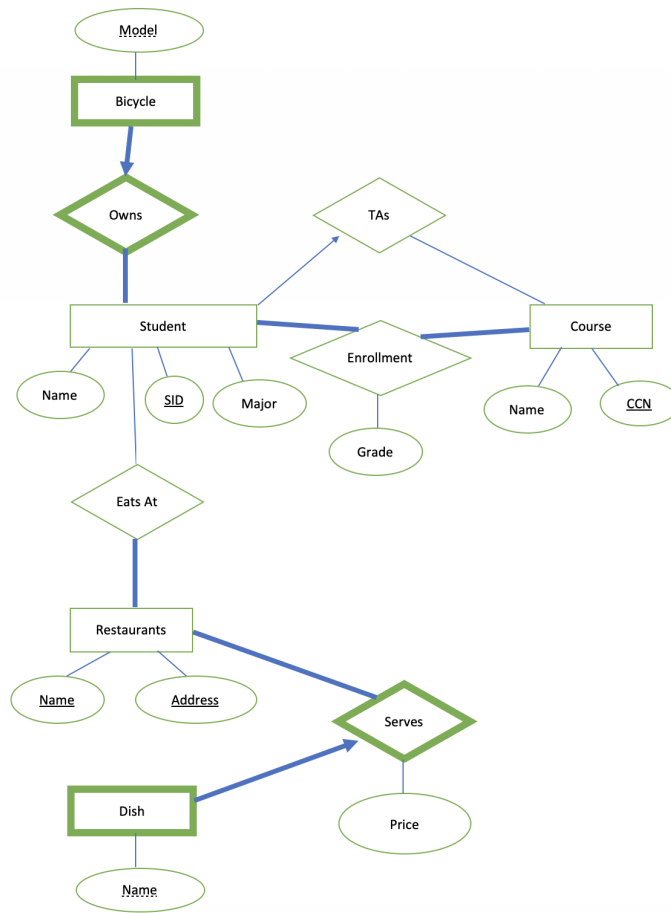 Model
Bicycle
Owns
TAs
Student
Course
Enrollment
Name
SID
Major
Name
CCN
Grade
Eats At
Restaurants
Name
Address
Serves
Dish
Price
Name